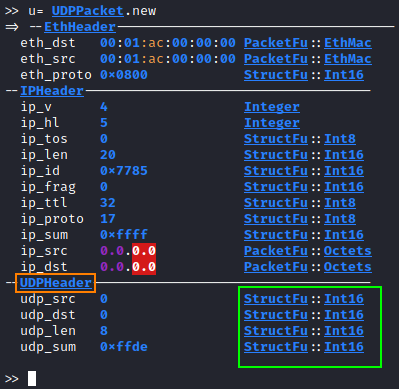 >> u= UDPPacket.new
=> --EthHeader-----------------------------------
eth_dst 00:01:ac:00:00:00 PacketFu::EthMac
eth_src 00:01:ac:00:00:00 PacketFu::EthMac
eth_proto 0×0800 StructFu::Int16
--IPHeader-----------------------------------
ip_v 4 Integer
ip_hl 5 Integer
ip_tos 0 StructFu::Int8
ip_len 20 StructFu::Int16
ip_id 0×7785 StructFu::Int16
ip_frag 0 StructFu::Int16
ip_ttl 32 StructFu::Int8
ip_proto 17 StructFu::Int8
ip_sum 0×ffff StructFu::Int16
ip_src 0.0.0.0 PacketFu::Octets
ip_dst 0.0.0.0 PacketFu::Octets
--UDPHeader-----------------------------------
udp_src 0 StructFu::Int16
udp_dst 0 StructFu::Int16
udp_len 8 StructFu::Int16
udp_sum 0×ffde StructFu::Int16
>>